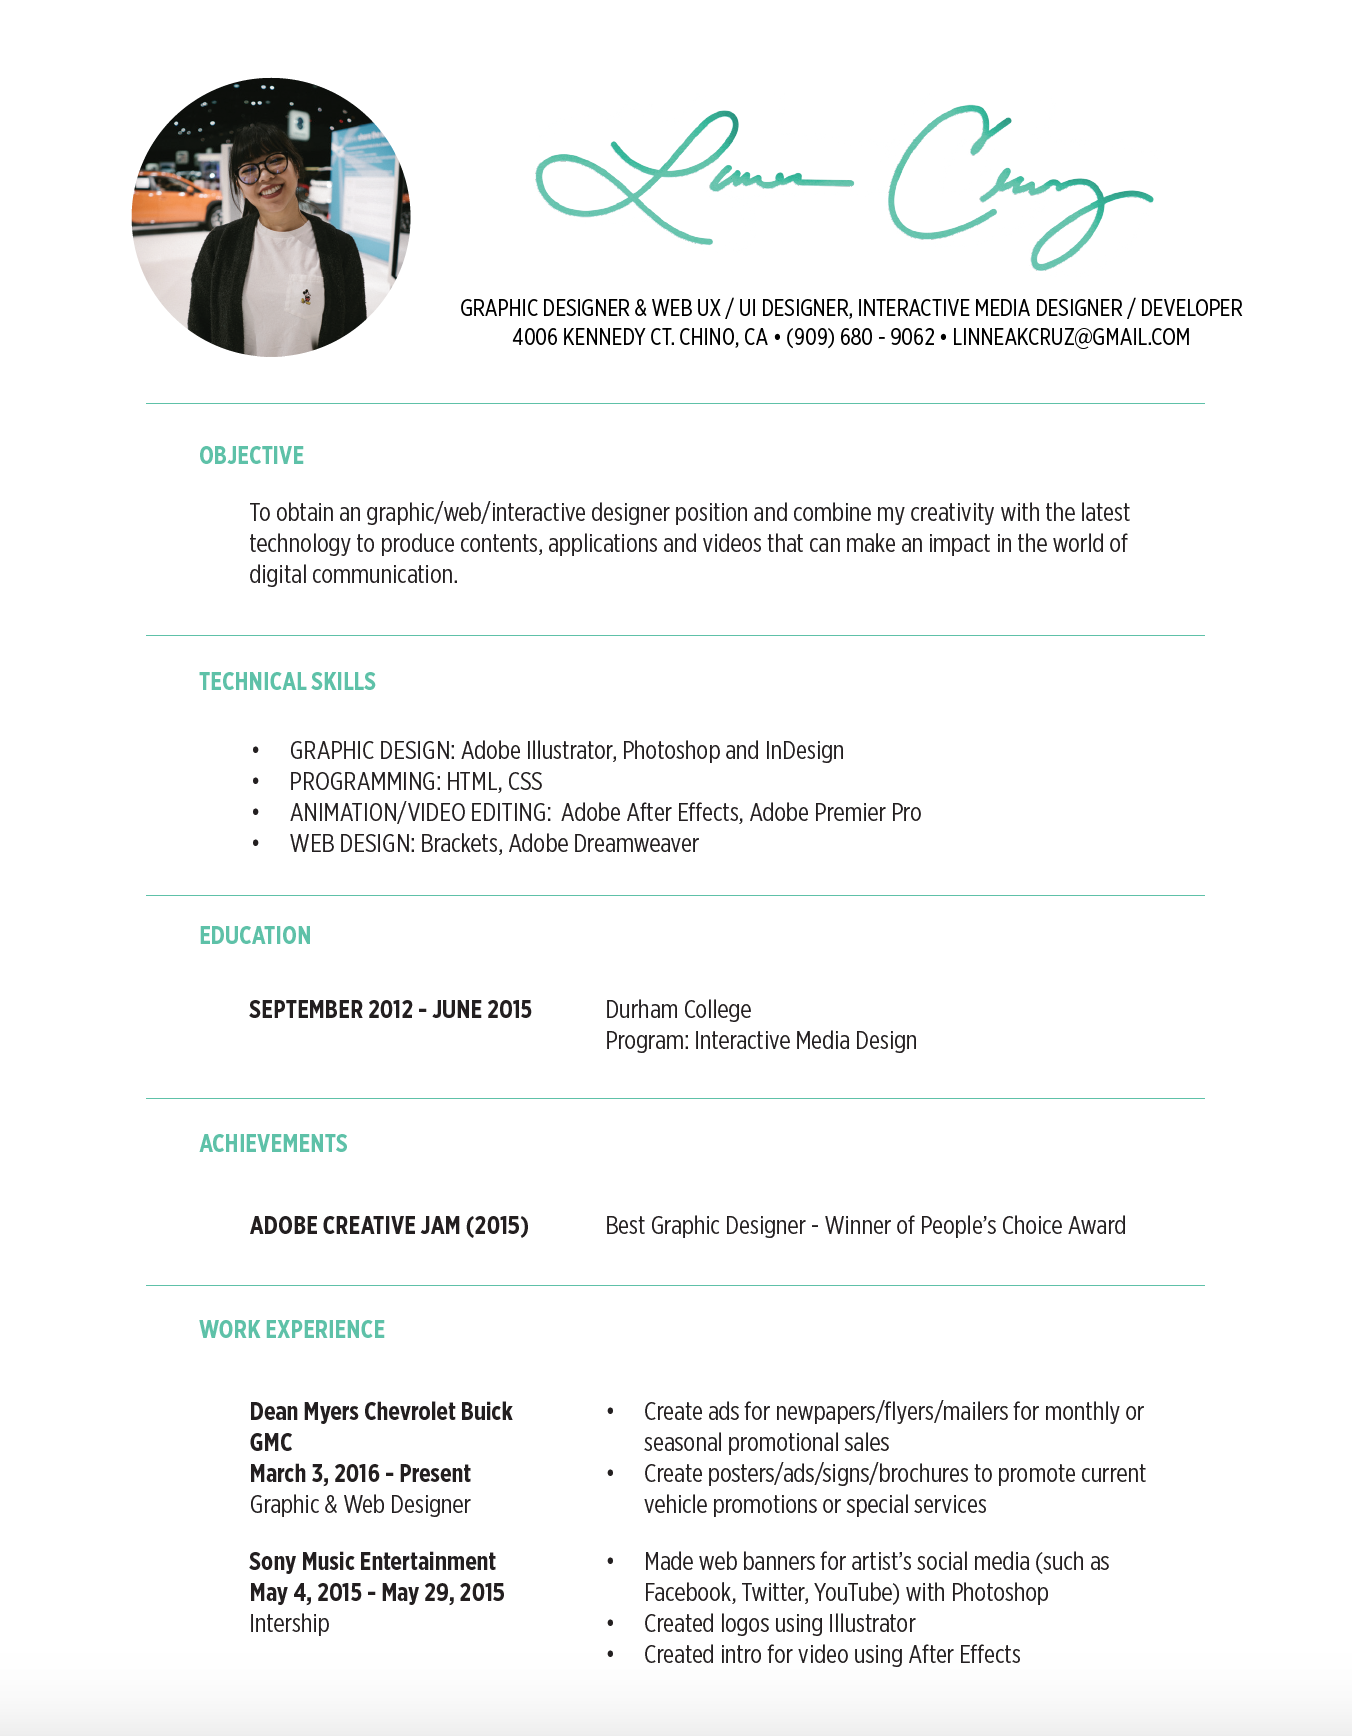 GRAPHIC DESIGNER & WEB UX / UI DESIGNER, INTERACTIVE MEDIA DESIGNER / DEVELOPER
4006 KENNEDY CT. CHINO, CA • (909) 680 - 9062 • LINNEAKCRUZ@GMAIL.COM
OBJECTIVE
To obtain an graphic/web/interactive designer position and combine my creativity with the latest
technology to produce contents, applications and videos that can make an impact in the world of
digital communication.
TECHNICAL SKILLS
• GRAPHIC DESIGN: Adobe Illustrator, Photoshop and InDesign
• PROGRAMMING: HTML, CSS
• ANIMATION/VIDEO EDITING:  Adobe After Effects, Adobe Premier Pro
• WEB DESIGN: Brackets, Adobe Dreamweaver
EDUCATION
SEPTEMBER 2012 - JUNE 2015
Durham College
Program: Interactive Media Design
ACHIEVEMENTS
ADOBE CREATIVE JAM (2015)
Best Graphic Designer - Winner of People’s Choice Award
WORK EXPERIENCE
Dean Myers Chevrolet Buick
GMC
March 3, 2016 - Present
Graphic & Web Designer
• Create ads for newpapers/flyers/mailers for monthly or
seasonal promotional sales
• Create posters/ads/signs/brochures to promote current
vehicle promotions or special services
Sony Music Entertainment
May 4, 2015 - May 29, 2015
Intership
• Made web banners for artist’s social media (such as
Facebook, Twitter, YouTube) with Photoshop
• Created logos using Illustrator
• Created intro for video using After Effects